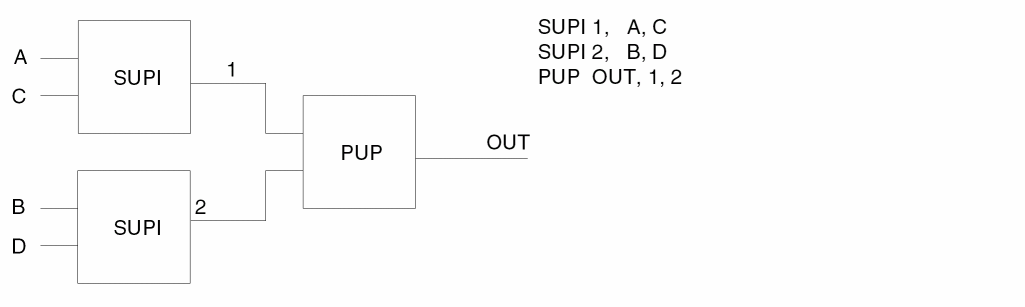 A
C
SUPI
1
B
D
SUPI
2
PUP
OUT
SUPI 1, A, C
SUPI 2, B, D
PUP OUT, 1, 2